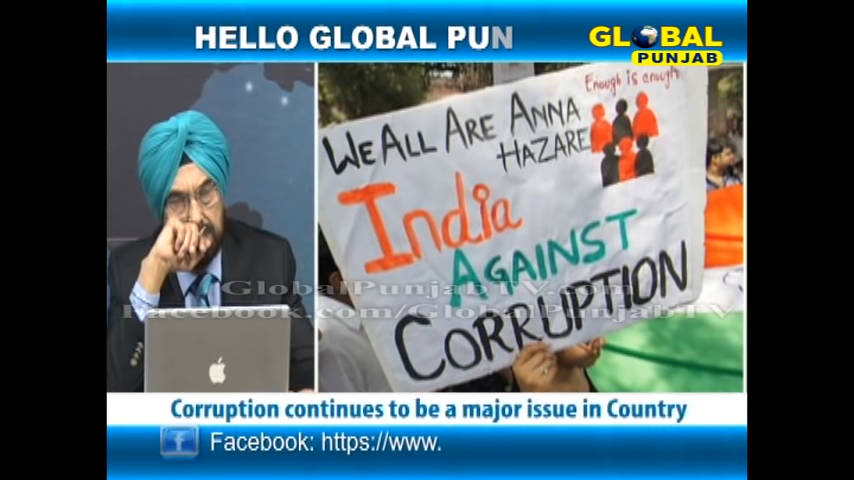 HELLO GLOBAL PUN
GLOBAL
PUNJAB
Enough is enough
WE ALL ARE ANNA
HAZARE
India
AGAINST
CORRUPTION
GlobalPunjabTV.com
Facebook.com/GlobalPunjabTV
Corruption continues to be a major issue in Country
f Facebook: https://www.